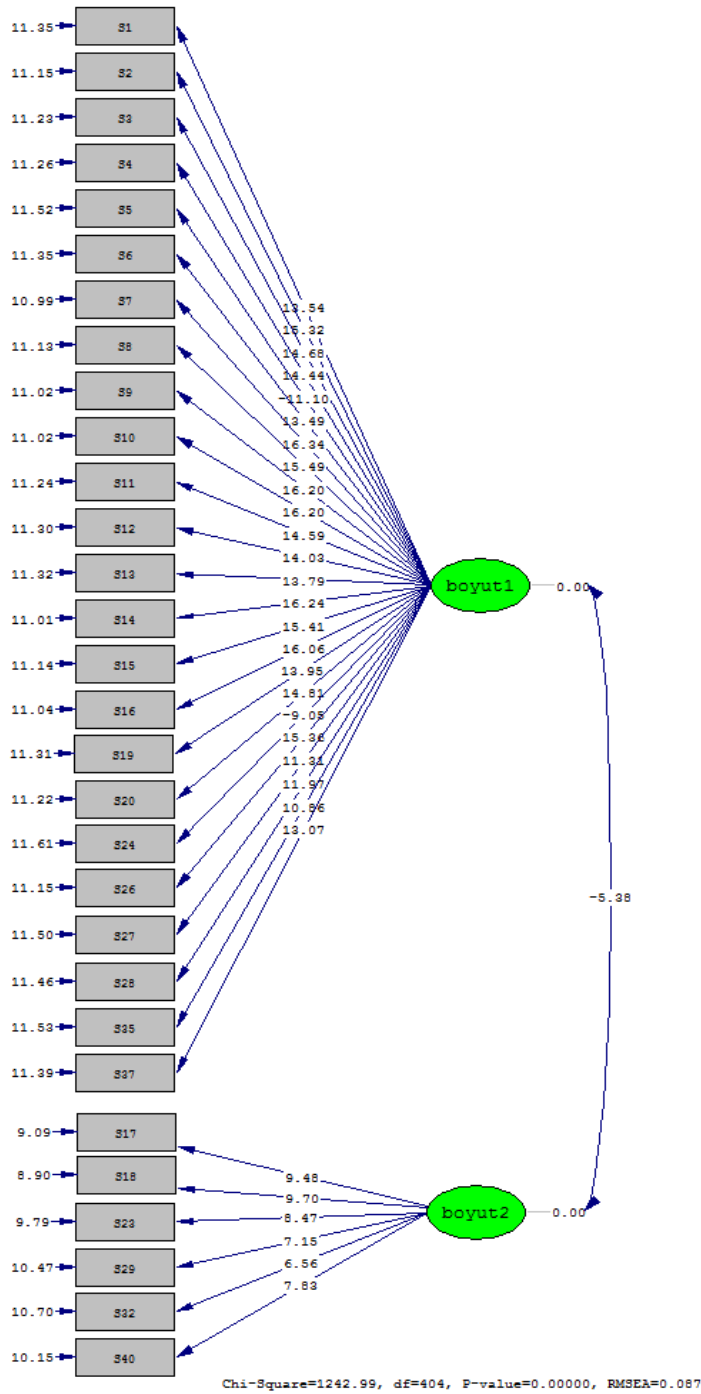 11.35 S1
11.15 S2
11.23 S3
11.26 S4
11.52 S5
11.35 S6
10.99 S7
11.13 S8
11.02 S9
11.02 S10
11.24 S11
11.30 S12
11.32 S13
11.01 S14
11.14 S15
11.04 S16
11.31 S19
11.22 S20
11.61 S24
11.15 S26
11.50 S27
11.46 S28
11.53 S35
11.39 S37
13.54
15.32
14.68
14.44
-11.10
13.49
16.34
15.49
16.20
16.20
14.59
14.03
13.79
16.24
15.41
16.06
13.95
14.81
-9.05
15.36
11.31
11.97
10.86
13.07
boyut1 0.00
-5.38
9.09 S17
8.90 S18
9.79 S23
10.47 S29
10.70 S32
10.15 S40
9.48
9.70
8.47
7.15
6.56
7.83
boyut2 0.00
Chi-Square=1242.99, df=404, P-value=0.00000, RMSEA=0.087